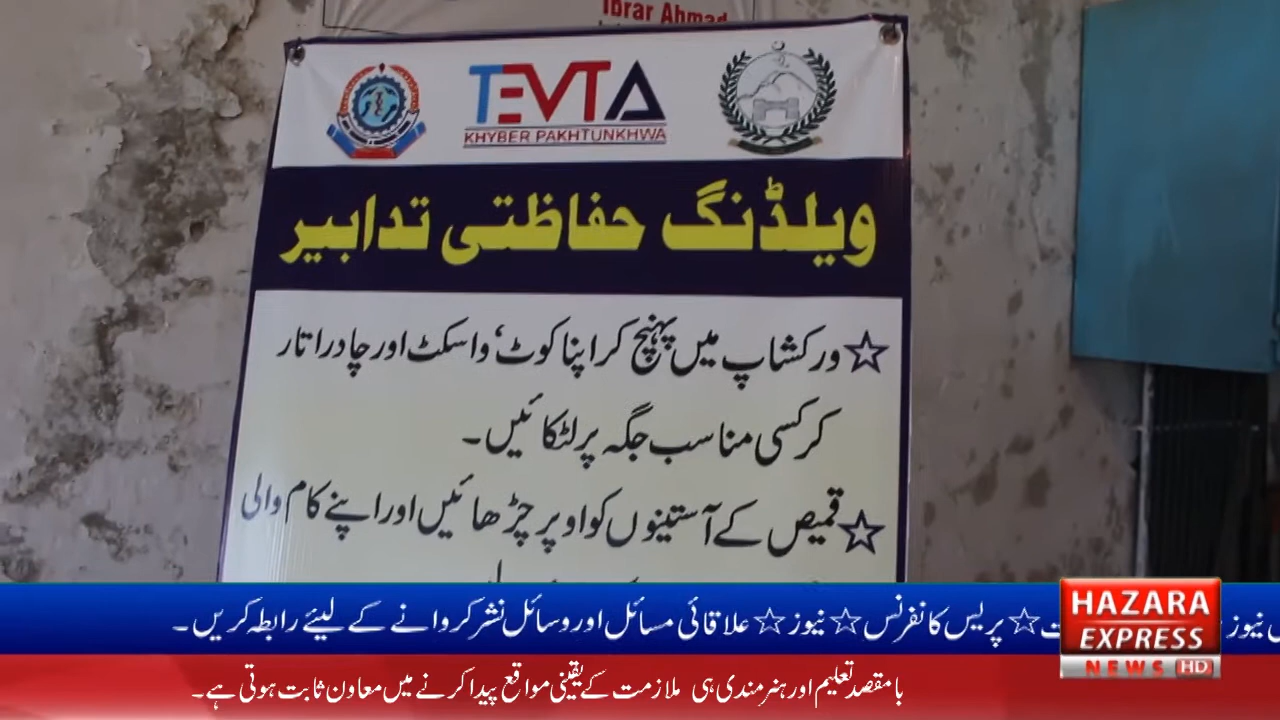 Ibrar Ahmad
TEVTA
KHYBER PAKHTUNKHWA
ویلڈنگ حفاظتی تدابیر
☆ ورکشاپ میں پہنچ کر اپنا کوٹ، واسکٹ اور چادر اتار
کر کسی مناسب جگہ پر لٹکائیں۔
☆ قمیص کے آستینوں کو اوپر چڑھائیں اور اپنے کام والی
نیوز
☆ پریس کانفرنس ☆ نیوز ☆ علاقائی مسائل اور وسائل نشر کروانے کے لیئے رابطہ کریں۔
HAZARA
EXPRESS
NEWS HD
بامقصد تعلیم اور ہنر مندی ہی ملازمت کے یقینی مواقع پیدا کرنے میں معاون ثابت ہوتی ہے۔